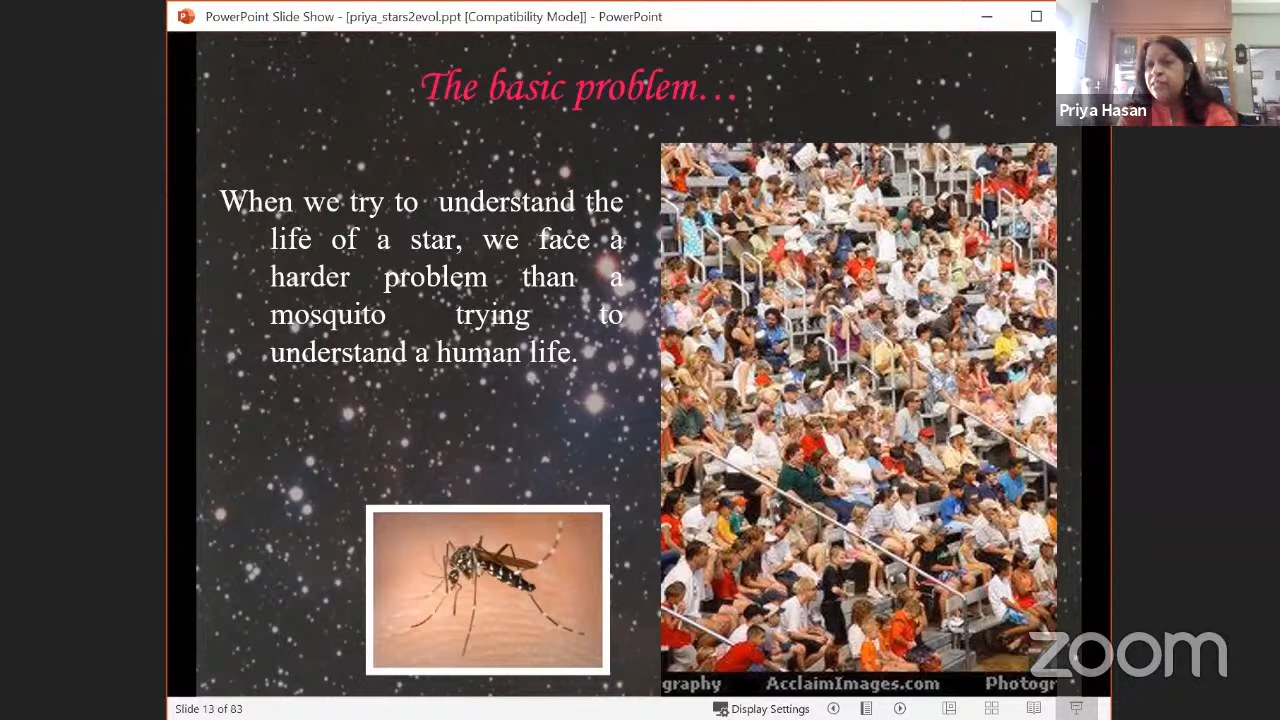 PowerPoint Slide Show - [priya_stars2evol.ppt [Compatibility Mode]] - PowerPoint
Priya Hasan
The basic problem…
When we try to understand the
life of a star, we face a
harder problem than a
mosquito trying to
understand a human life.
graphy AcclaimImages.com Photogr
zoom
Slide 13 of 83
Display Settings